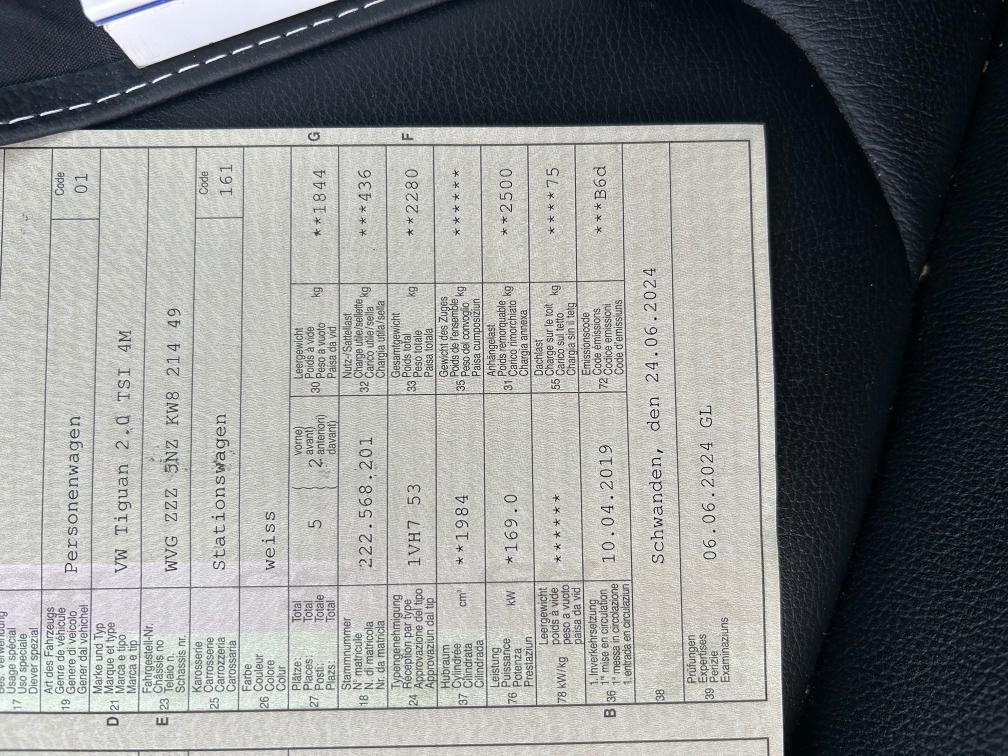 17 Usage spécial
Uso speciale
Diever spezial
Art des Fahrzeugs
Genre de véhicule
19 Genere di veicolo
Gener dal vehichel
Personenwagen
Code
01
D
Marke und Typ
21 Marque et type
Marca e tipo
Marca e tip
VW Tiguan 2.0 TSI 4M
E
Fahrgestell-Nr.
23 Châssis no
Telaio n.
Schassis nr.
WVG ZZZ 5NZ KW8 214 49
Karosserie
25 Carrosserie
Carrozzeria
Carossaria
Stationswagen
Code
161
Farbe
26 Couleur
Colore
Colur
weiss
Plätze: Total
27 Places: Total
Posti: Totale
Plazs: Total
5
2
vorne)
avant)
anteriori)
davant)
Leergewicht
30 Poids à vide
Peso a vuoto
Paisa da vid
kg
**1844
G
Stammnummer
18 N° matricule
N. di matricola
Nr. da matricla
222.568.201
Nutz-/Sattellast
32 Charge utile/sellette
Carico utile/sella
Chargia utila/sella
kg
***436
Typengenehmigung
24 Réception par type
Approvazione del tipo
Approvaziun dal tip
1VH7 53
Gesamtgewicht
33 Poids total
Peso totale
Paisa totala
kg
**2280
F
Hubraum
37 Cylindrée
Cilindrata
Cilindrada
cm³
**1984
Gewicht des Zuges
35 Poids de l'ensemble
Peso del convoglio
Paisa cumposiziun
kg
******
Leistung
76 Puissance
Potenza
Prestaziun
kW
*169.0
Anhängelast
31 Poids remorquable
Carico rimorchiato
Chargia annexa
kg
**2500
78 kW/kg
Leergewicht
poids à vide
peso a vuoto
paisa da vid
******
Dachlast
55 Charge sur le toit
Carico sul tetto
Chargia sin il tetg
kg
****75
B
1. Inverkehrsetzung
36 1re mise en circulation
1a messa in circolazione
1. entrada en circulaziun
10.04.2019
Emissionscode
72 Code émissions
Codice emissioni
Code d'emissiuns
***B6d
38
Schwanden, den 24.06.2024
Prüfungen
39 Expertises
Perizie
Examinaziuns
06.06.2024 GL